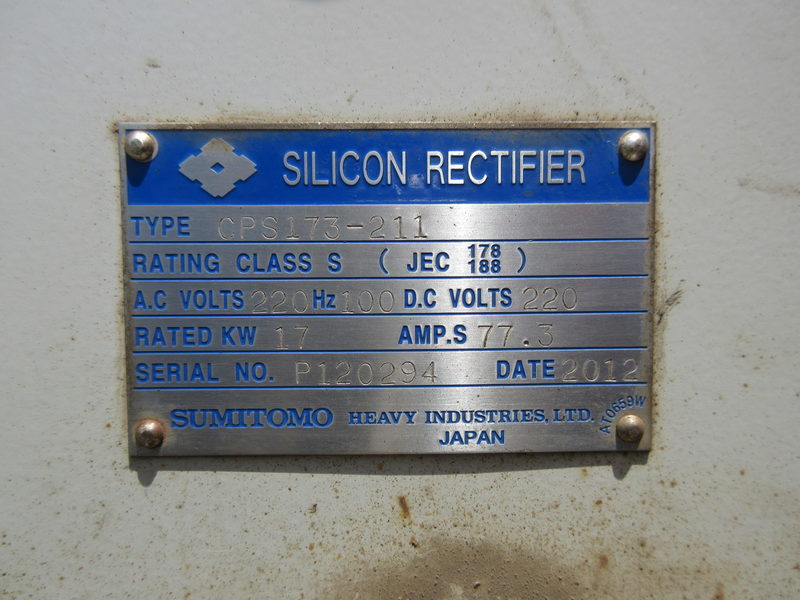 SILICON RECTIFIER
TYPE CPS173-211
RATING CLASS S ( JEC 178 188 )
A.C VOLTS 220 Hz 100 D.C VOLTS 220
RATED KW 17 AMP.S 77.3
SERIAL NO. P120294 DATE 2012
SUMITOMO HEAVY INDUSTRIES, LTD.
JAPAN
AT0659W